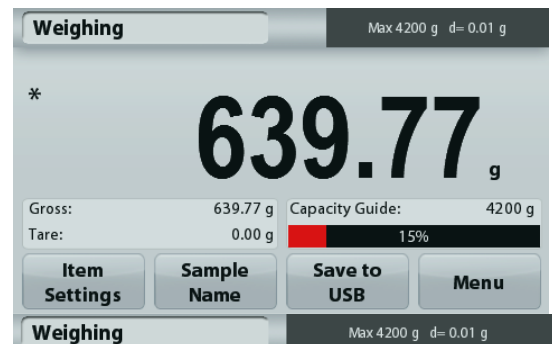 Weighing Max 4200 g d= 0.01 g
*
639.77 g
Gross: 639.77 g Capacity Guide: 4200 g
Tare: 0.00 g 15%
Item Settings
Sample Name
Save to USB
Menu
Weighing Max 4200 g d= 0.01 g